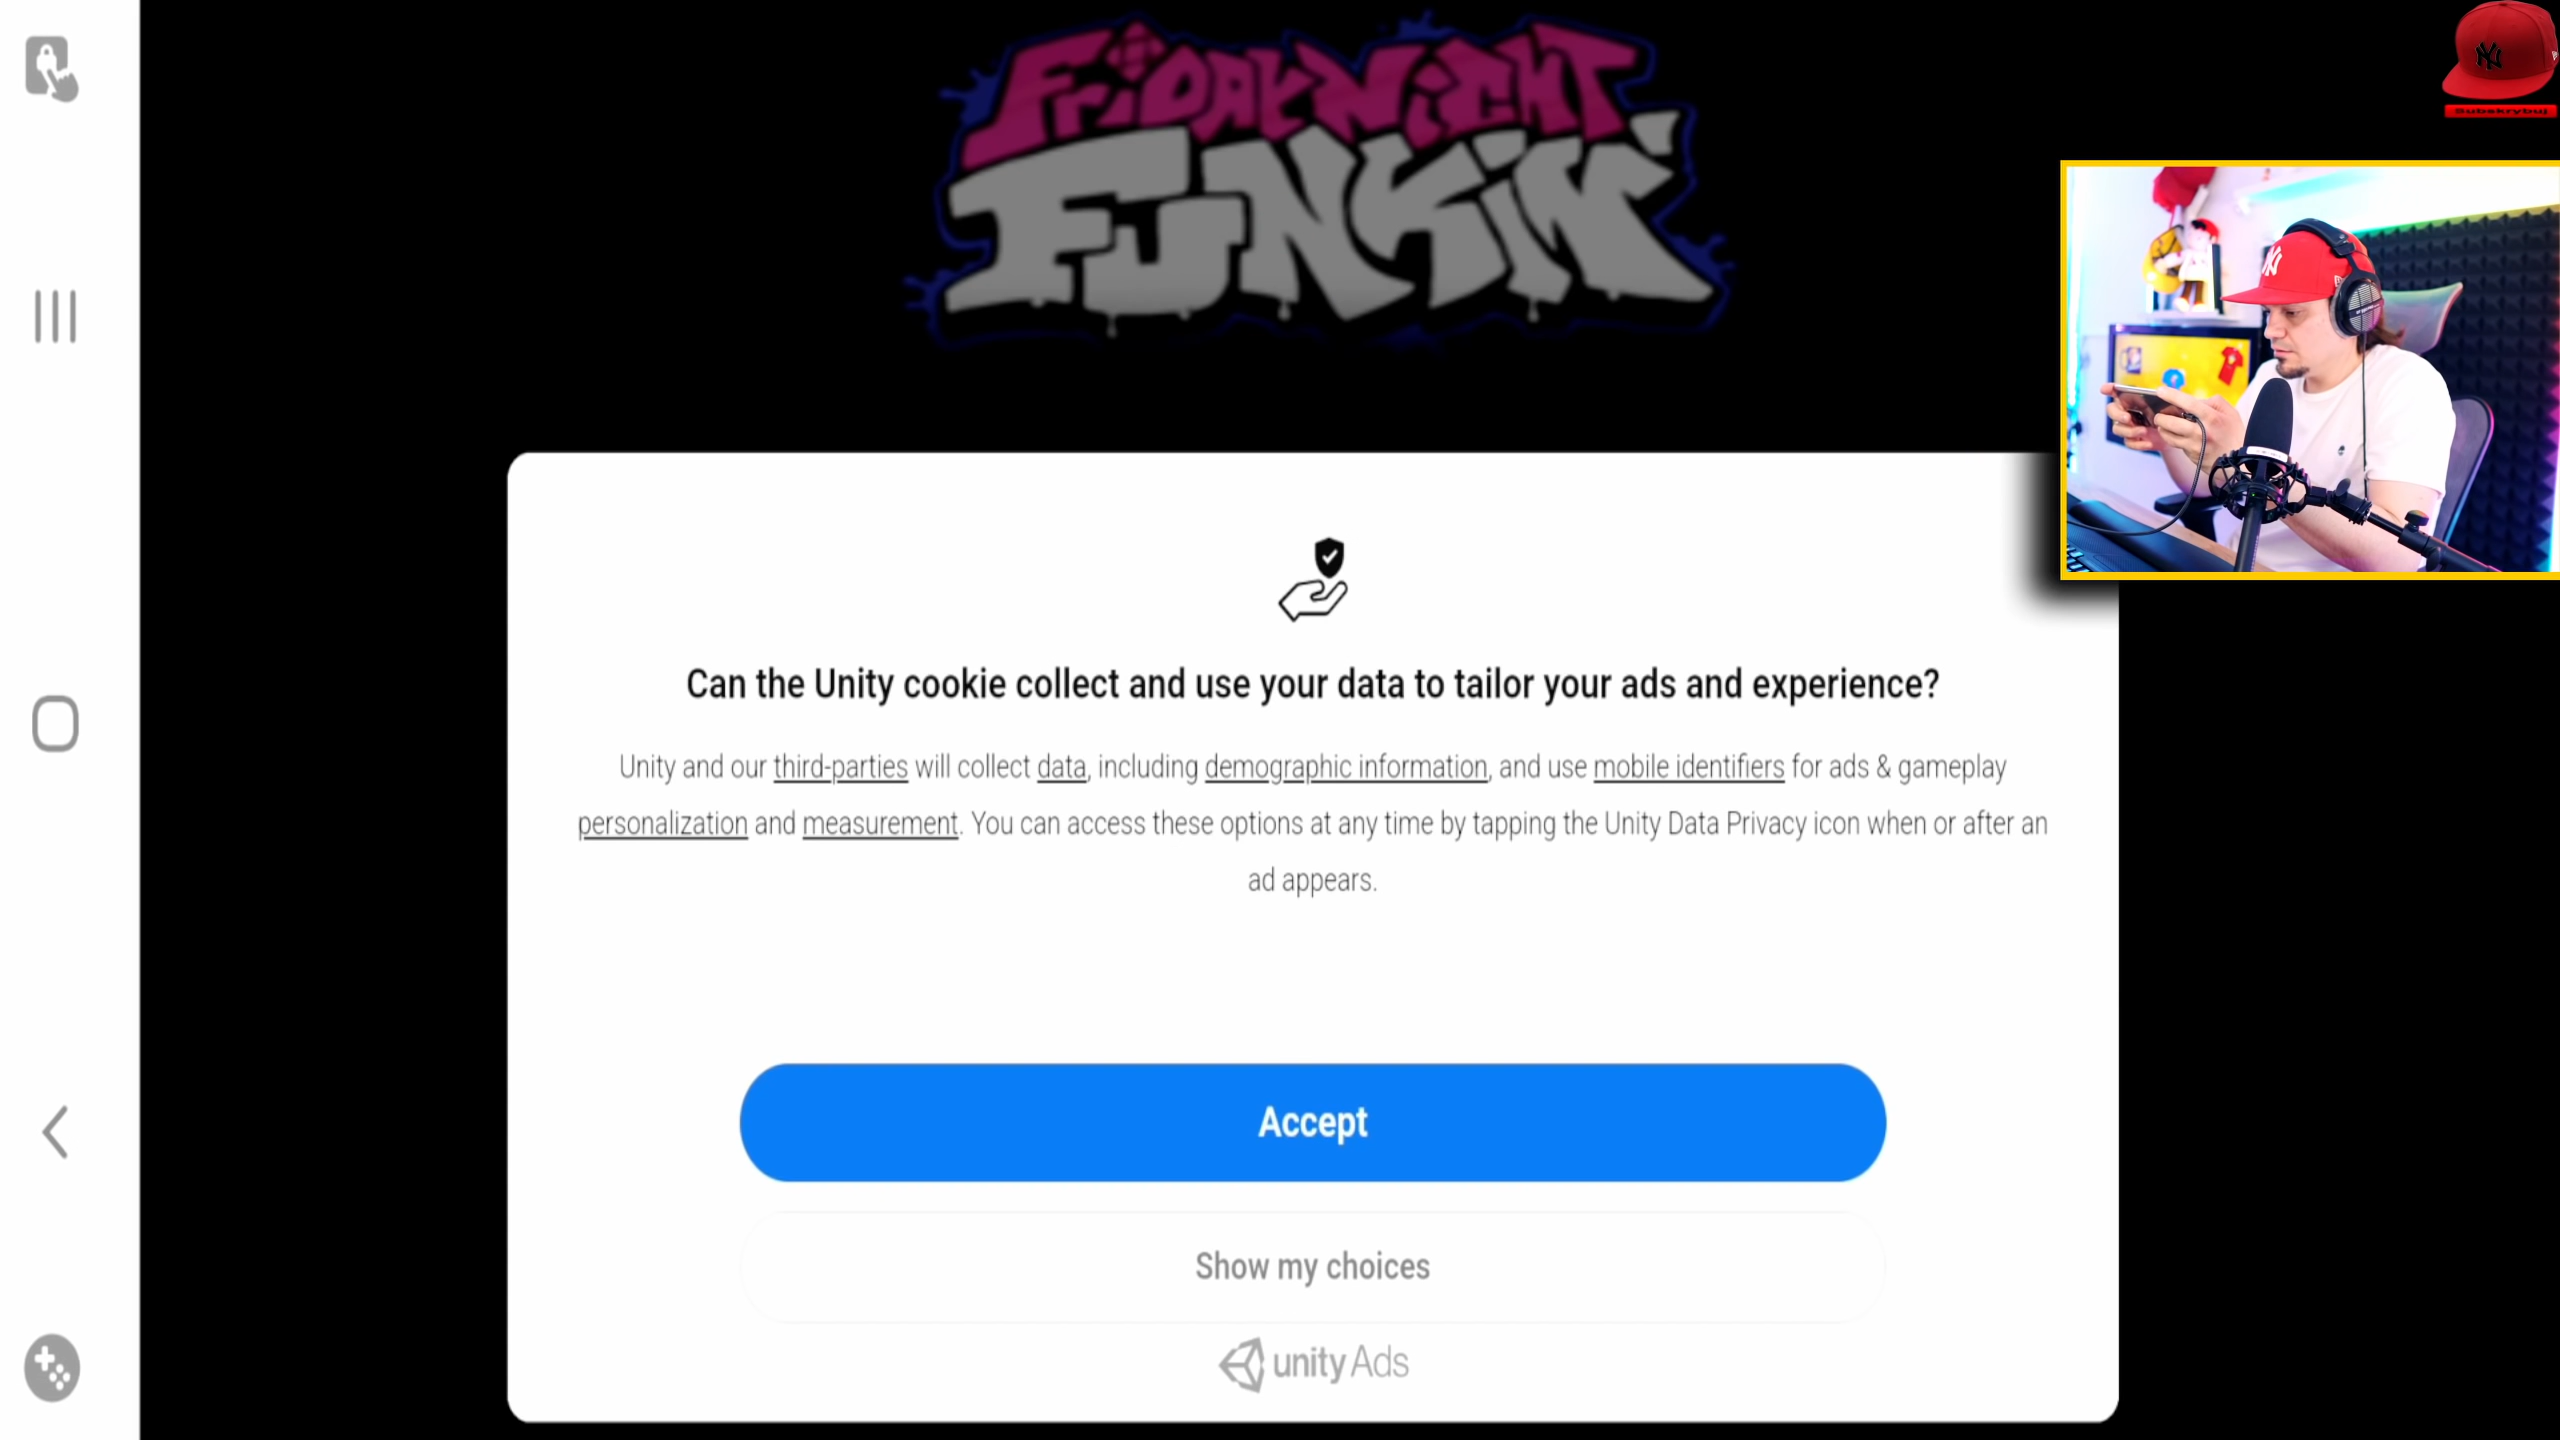 FRiDAY NiGHT
FUNKiN'
NY
Subskrybuj
NY
Can the Unity cookie collect and use your data to tailor your ads and experience?
Unity and our third-parties will collect data, including demographic information, and use mobile identifiers for ads & gameplay
personalization and measurement. You can access these options at any time by tapping the Unity Data Privacy icon when or after an
ad appears.
Accept
Show my choices
unity Ads